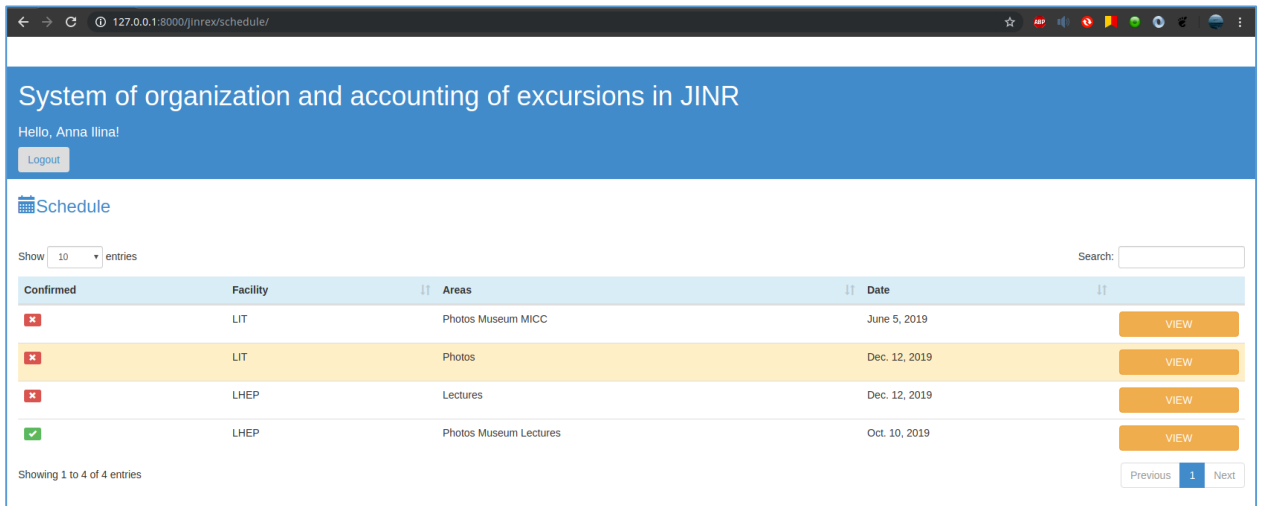 127.0.0.1:8000/jinrex/schedule/
ABP
System of organization and accounting of excursions in JINR
Hello, Anna Ilina!
Logout
Schedule
Show 10 entries
Search:
Confirmed Facility Areas Date
LIT Photos Museum MICC June 5, 2019 VIEW
LIT Photos Dec. 12, 2019 VIEW
LHEP Lectures Dec. 12, 2019 VIEW
LHEP Photos Museum Lectures Oct. 10, 2019 VIEW
Showing 1 to 4 of 4 entries
Previous 1 Next